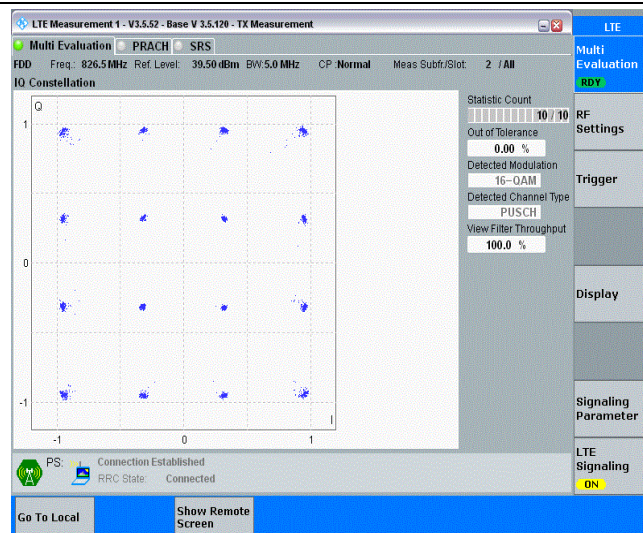 LTE Measurement 1 - V3.5.52 - Base V 3.5.120 - TX Measurement
LTE
Multi Evaluation PRACH SRS
Multi
Evaluation
RDY
FDD Freq.: 826.5 MHz Ref. Level: 39.50 dBm BW:5.0 MHz CP :Normal Meas Subfr./Slot: 2 / All
IQ Constellation
Q
1
0
-1
-1 0 1
I
Statistic Count
10 / 10
Out of Tolerance
0.00 %
Detected Modulation
16-QAM
Detected Channel Type
PUSCH
View Filter Throughput
100.0 %
RF
Settings
Trigger
Display
Signaling
Parameter
LTE
Signaling
ON
PS: Connection Established
RRC State: Connected
Go To Local
Show Remote
Screen